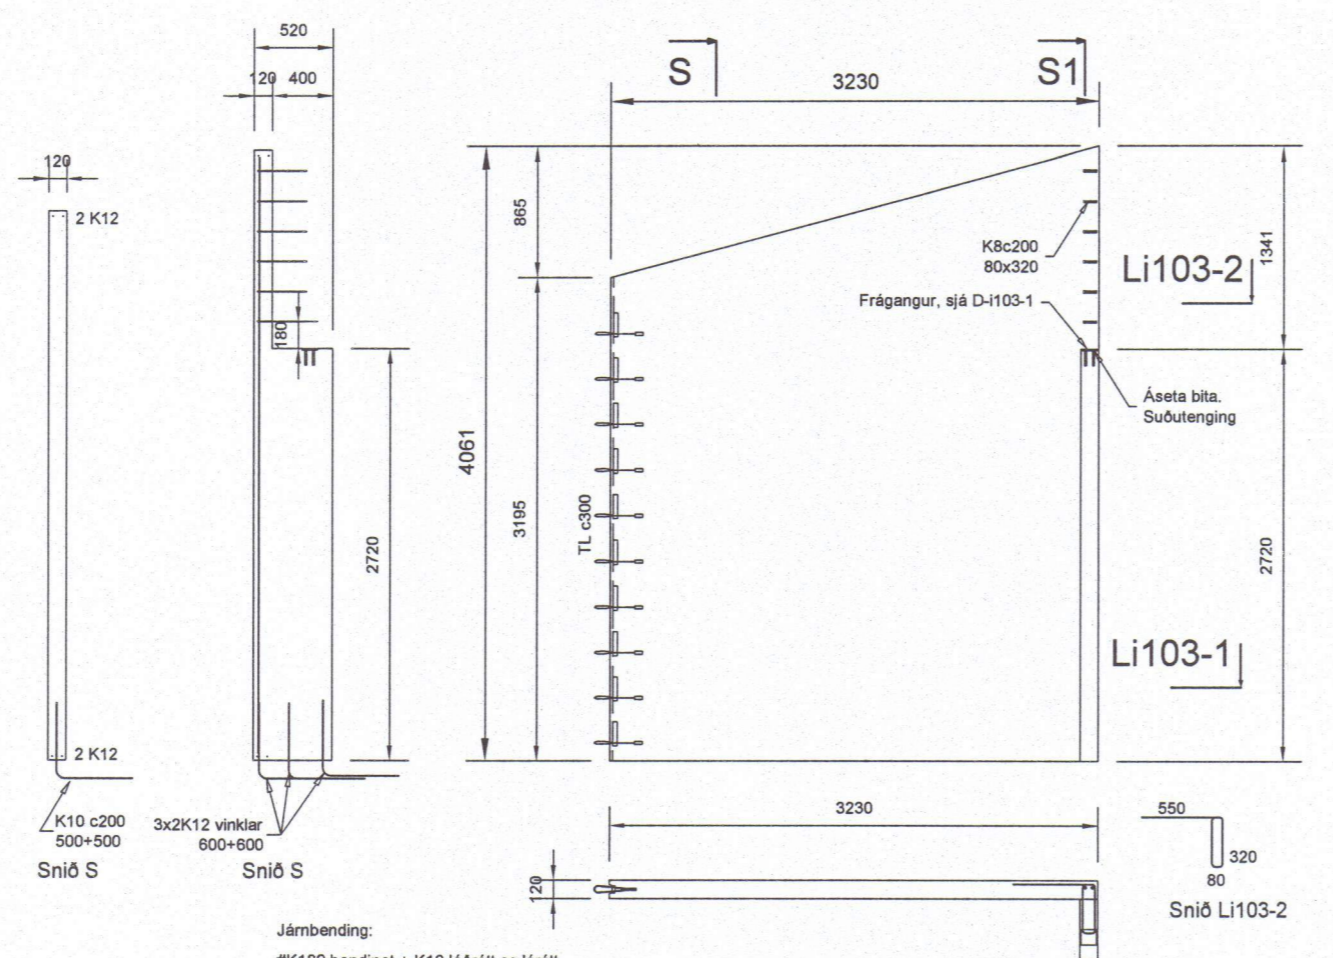 520
120 400
S
S1
3230
120
2 K12
865
K8c200
80x320
1341
Li103-2
Frágangur, sjá D-i103-1
180
Áseta bita.
Suðutenging
4061
3195
TL c300
2720
2720
Li103-1
2 K12
K10 c200
500+500
3x2K12 vinklar
600+600
Snið S
Snið S
3230
550
320
80
120
Snið Li103-2
Járnbending: